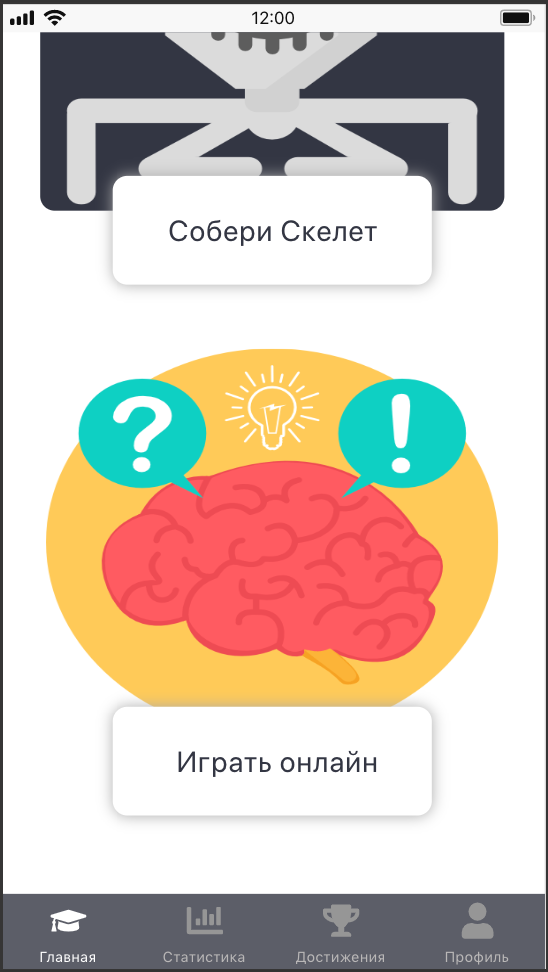 12:00
Собери Скелет
?
!
Играть онлайн
Главная
Статистика
Достижения
Профиль